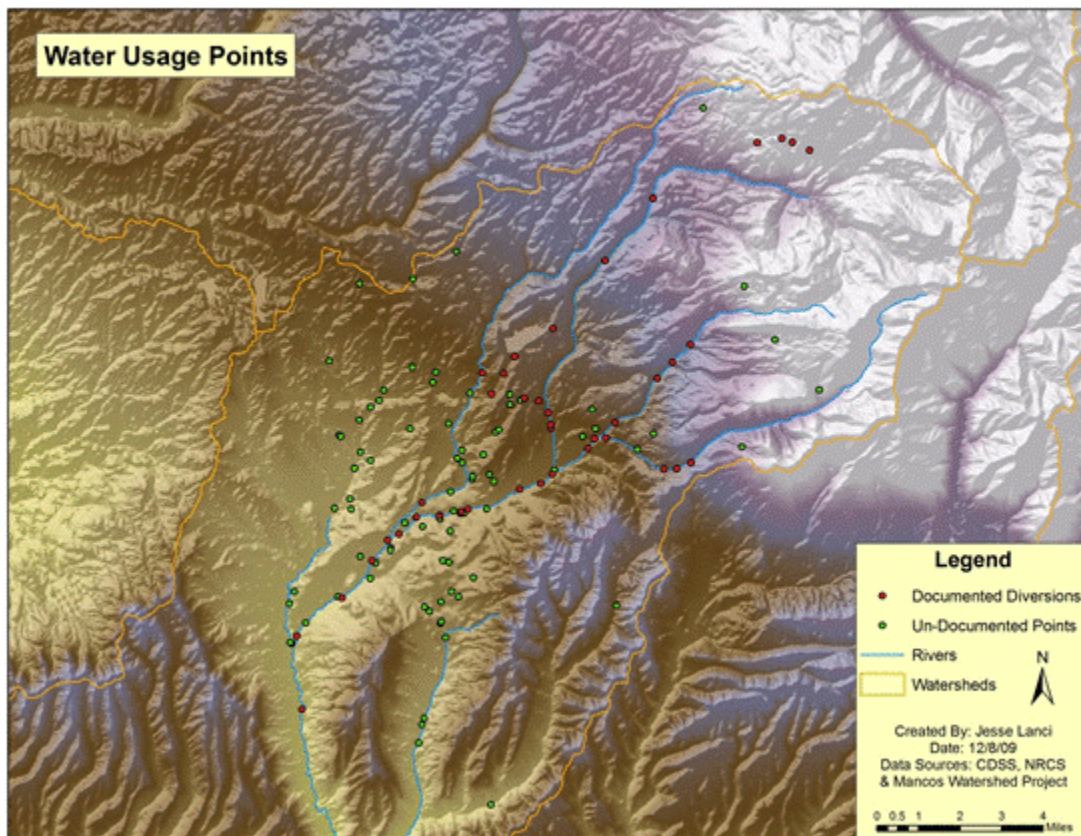 Water Usage Points
Legend
Documented Diversions
Un-Documented Points
Rivers
Watersheds
N
Created By: Jesse Lanci
Date: 12/8/09
Data Sources: CDSS, NRCS
& Mancos Watershed Project
0 0.5 1 2 3 4
Miles